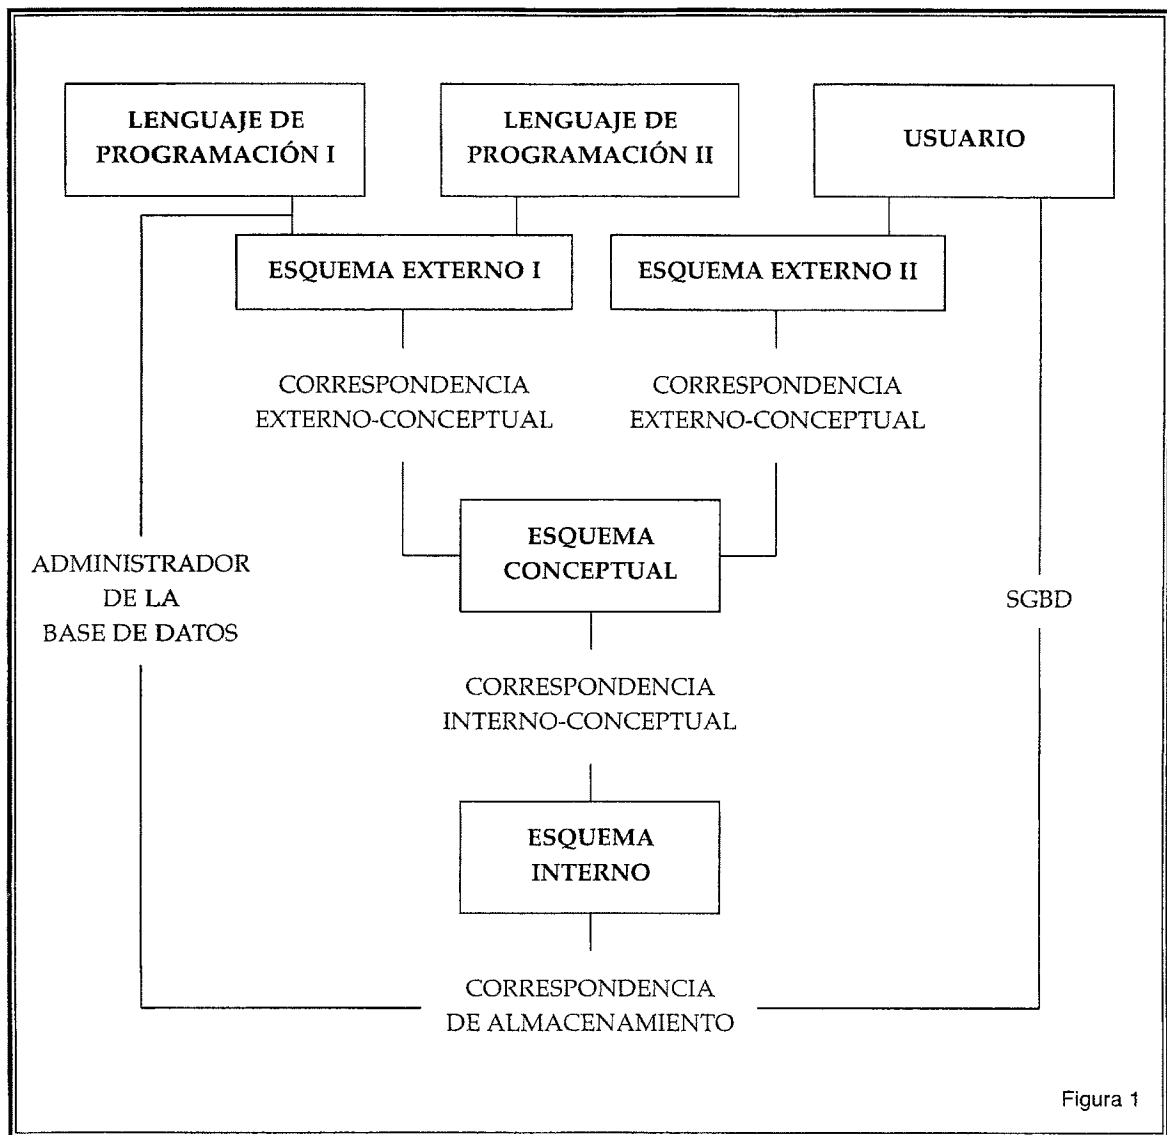 LENGUAJE DE
PROGRAMACIÓN I
LENGUAJE DE
PROGRAMACIÓN II
USUARIO
ESQUEMA EXTERNO I
ESQUEMA EXTERNO II
CORRESPONDENCIA
EXTERNO-CONCEPTUAL
CORRESPONDENCIA
EXTERNO-CONCEPTUAL
ESQUEMA
CONCEPTUAL
ADMINISTRADOR
DE LA
BASE DE DATOS
SGBD
CORRESPONDENCIA
INTERNO-CONCEPTUAL
ESQUEMA
INTERNO
CORRESPONDENCIA
DE ALMACENAMIENTO
Figura 1